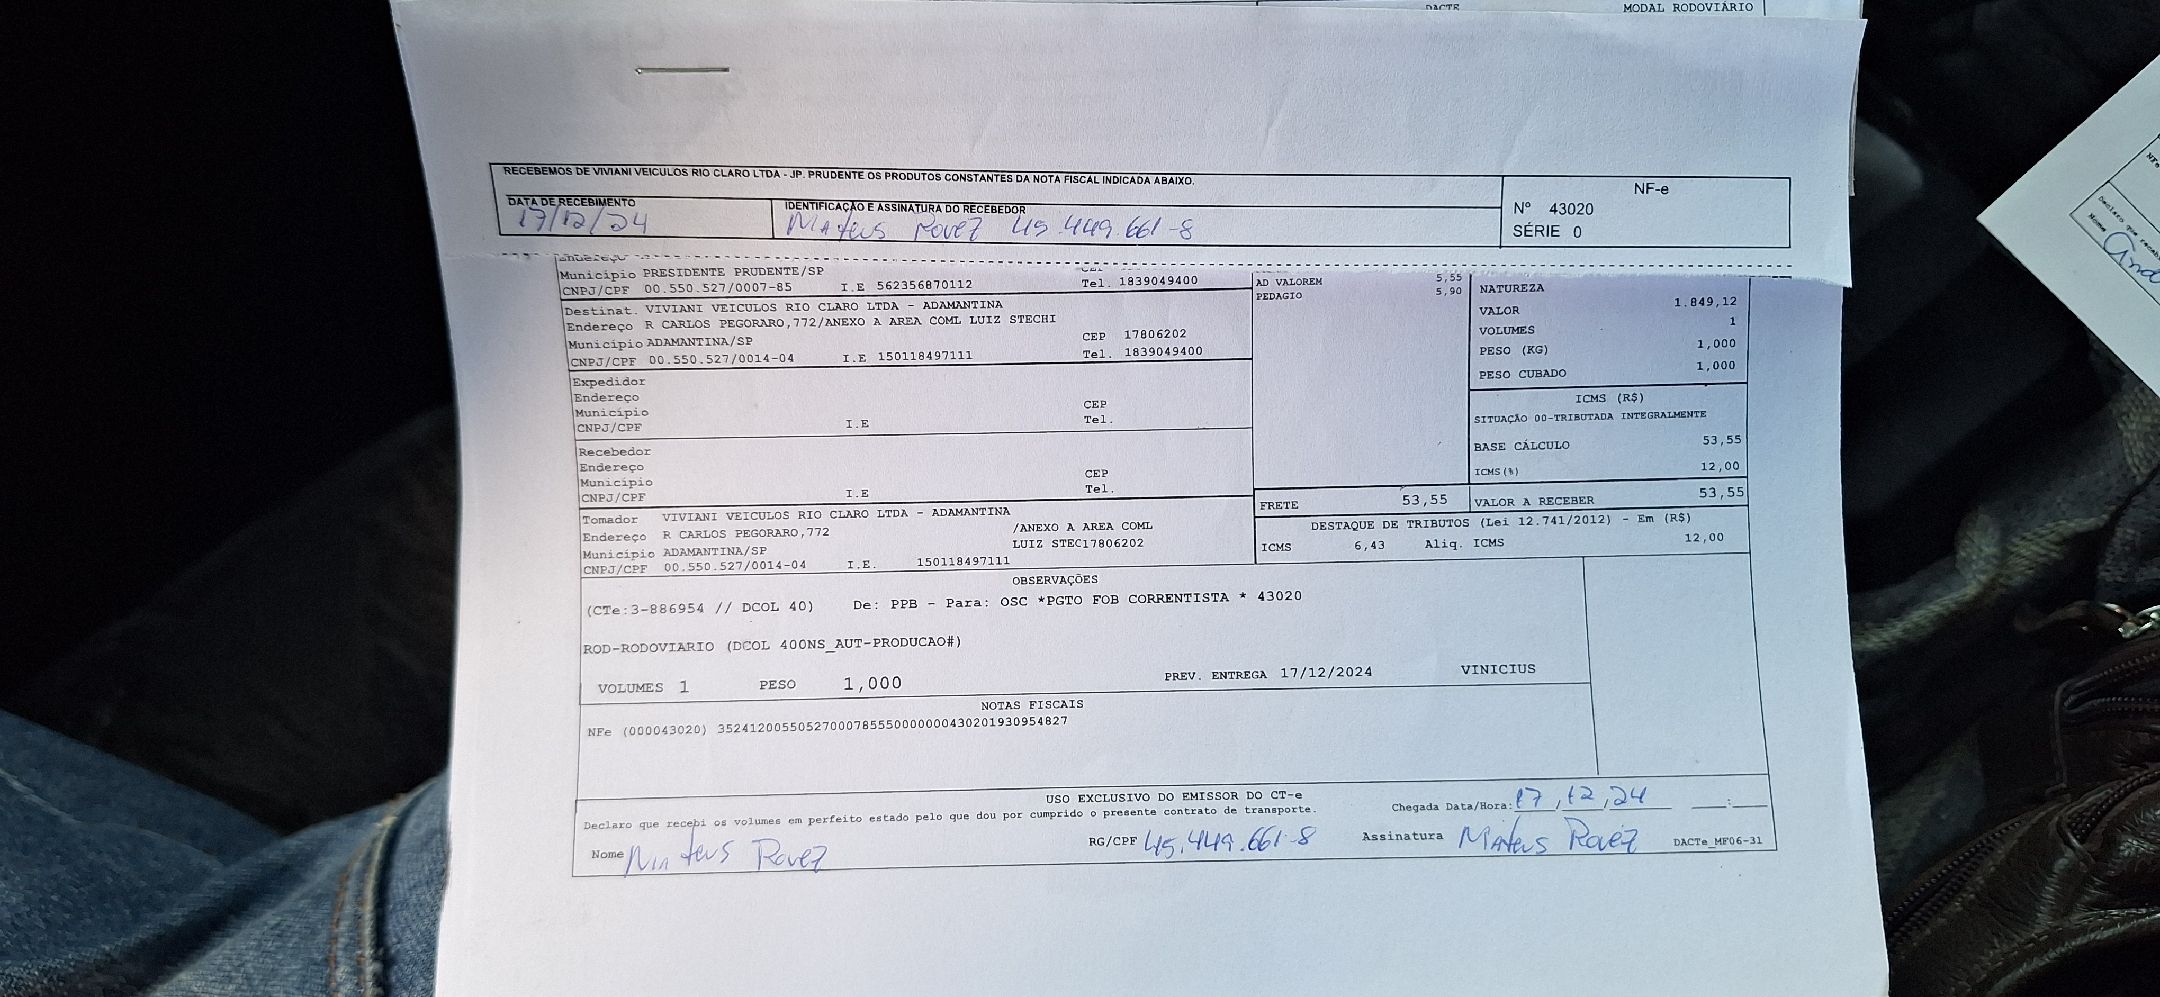 DACTE MODAL RODOVIÁRIO
RECEBEMOS DE VIVIANI VEICULOS RIO CLARO LTDA - JP. PRUDENTE OS PRODUTOS CONSTANTES DA NOTA FISCAL INDICADA ABAIXO.
NF-e
Nº 43020
SÉRIE 0
DATA DE RECEBIMENTO
17/12/24
IDENTIFICAÇÃO E ASSINATURA DO RECEBEDOR
Mateus Rovez 45.449.661-8
Município PRESIDENTE PRUDENTE/SP
CNPJ/CPF 00.550.527/0007-85 I.E 562356870112 Tel. 1839049400
Destinat. VIVIANI VEICULOS RIO CLARO LTDA - ADAMANTINA
Endereço R CARLOS PEGORARO,772/ANEXO A AREA COML LUIZ STECHI
Município ADAMANTINA/SP CEP 17806202
CNPJ/CPF 00.550.527/0014-04 I.E 150118497111 Tel. 1839049400
Expedidor
Endereço
Município CEP
CNPJ/CPF I.E Tel.
Recebedor
Endereço
Município CEP
CNPJ/CPF I.E Tel.
Tomador VIVIANI VEICULOS RIO CLARO LTDA - ADAMANTINA
Endereço R CARLOS PEGORARO,772 /ANEXO A AREA COML
Município ADAMANTINA/SP LUIZ STEC17806202
CNPJ/CPF 00.550.527/0014-04 I.E. 150118497111
AD VALOREM 5,55
PEDAGIO 5,90
FRETE 53,55
NATUREZA
VALOR 1.849,12
VOLUMES 1
PESO (KG) 1,000
PESO CUBADO 1,000
ICMS (R$)
SITUAÇÃO 00-TRIBUTADA INTEGRALMENTE
BASE CÁLCULO 53,55
ICMS(%) 12,00
VALOR A RECEBER 53,55
DESTAQUE DE TRIBUTOS (Lei 12.741/2012) - Em (R$)
ICMS 6,43 Aliq. ICMS 12,00
OBSERVAÇÕES
(CTe:3-886954 // DCOL 40) De: PPB - Para: OSC *PGTO FOB CORRENTISTA * 43020
ROD-RODOVIARIO (DCOL 400NS_AUT-PRODUCAO#)
VOLUMES 1 PESO 1,000 PREV. ENTREGA 17/12/2024 VINICIUS
NOTAS FISCAIS
NFe (000043020) 35241200550527000785550000000430201930954827
USO EXCLUSIVO DO EMISSOR DO CT-e
Declaro que recebi os volumes em perfeito estado pelo que dou por cumprido o presente contrato de transporte.
Chegada Data/Hora: 17,12,24 __:__
Nome Mateus Rovez RG/CPF 45.449.661-8 Assinatura Mateus Rovez DACTe_MF06-31